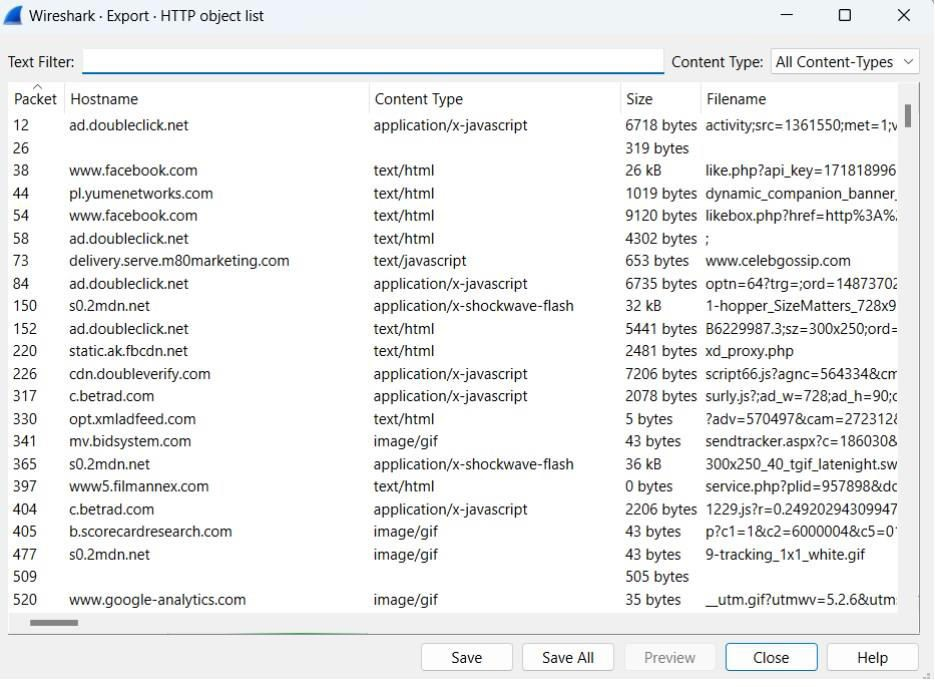 Wireshark · Export · HTTP object list
Text Filter: Content Type: All Content-Types
Packet Hostname Content Type Size Filename
12 ad.doubleclick.net application/x-javascript 6718 bytes activity;src=1361550;met=1;v
26 319 bytes
38 www.facebook.com text/html 26 kB like.php?api_key=171818996
44 pl.yumenetworks.com text/html 1019 bytes dynamic_companion_banner_
54 www.facebook.com text/html 9120 bytes likebox.php?href=http%3A%
58 ad.doubleclick.net text/html 4302 bytes ;
73 delivery.serve.m80marketing.com text/javascript 653 bytes www.celebgossip.com
84 ad.doubleclick.net application/x-javascript 6735 bytes optn=64?trg=;ord=14873702
150 s0.2mdn.net application/x-shockwave-flash 32 kB 1-hopper_SizeMatters_728x9
152 ad.doubleclick.net text/html 5441 bytes B6229987.3;sz=300x250;ord=
220 static.ak.fbcdn.net text/html 2481 bytes xd_proxy.php
226 cdn.doubleverify.com application/x-javascript 7206 bytes script66.js?agnc=564334&cm
317 c.betrad.com application/x-javascript 2078 bytes surly.js?;ad_w=728;ad_h=90;c
330 opt.xmladfeed.com text/html 5 bytes ?adv=570497&cam=272312&
341 mv.bidsystem.com image/gif 43 bytes sendtracker.aspx?c=186030&
365 s0.2mdn.net application/x-shockwave-flash 36 kB 300x250_40_tgif_latenight.sw
397 www5.filmannex.com text/html 0 bytes service.php?plid=957898&dc
404 c.betrad.com application/x-javascript 2206 bytes 1229.js?r=0.24920294309947
405 b.scorecardresearch.com image/gif 43 bytes p?c1=1&c2=6000004&c5=0
477 s0.2mdn.net image/gif 43 bytes 9-tracking_1x1_white.gif
509 505 bytes
520 www.google-analytics.com image/gif 35 bytes __utm.gif?utmwv=5.2.6&utm
Save Save All Preview Close Help